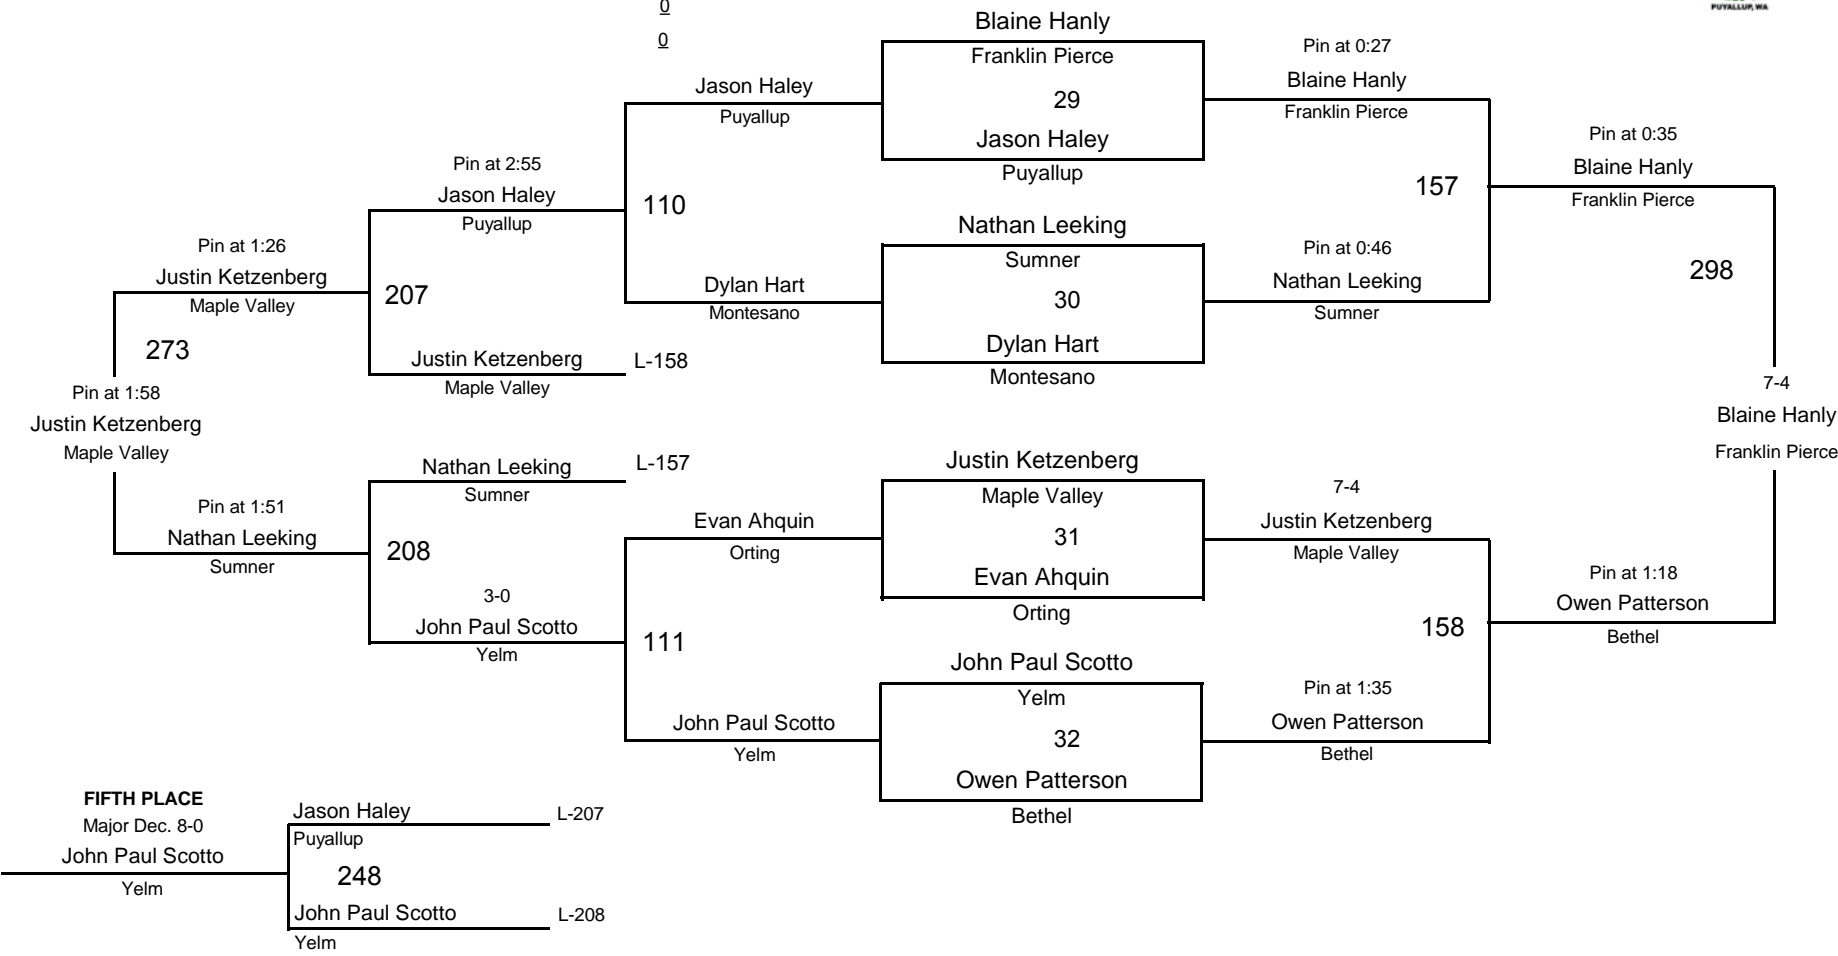 0
PUYALLUP, WA
0
Blaine Hanly
Franklin Pierce
29
Jason Haley
Puyallup
Pin at 0:27
Blaine Hanly
Franklin Pierce
Jason Haley
Puyallup
Pin at 0:35
Blaine Hanly
Franklin Pierce
157
Pin at 2:55
Jason Haley
Puyallup
110
Nathan Leeking
Sumner
30
Dylan Hart
Montesano
Pin at 0:46
Nathan Leeking
Sumner
298
Pin at 1:26
Justin Ketzenberg
Maple Valley
207
Dylan Hart
Montesano
273
Justin Ketzenberg
Maple Valley
L-158
Pin at 1:58
Justin Ketzenberg
Maple Valley
7-4
Blaine Hanly
Franklin Pierce
Nathan Leeking
Sumner
L-157
Justin Ketzenberg
Maple Valley
31
Evan Ahquin
Orting
7-4
Justin Ketzenberg
Maple Valley
Pin at 1:51
Nathan Leeking
Sumner
208
Evan Ahquin
Orting
3-0
John Paul Scotto
Yelm
111
Pin at 1:18
Owen Patterson
Bethel
158
John Paul Scotto
Yelm
32
Owen Patterson
Bethel
Pin at 1:35
Owen Patterson
Bethel
John Paul Scotto
Yelm
FIFTH PLACE
Major Dec. 8-0
John Paul Scotto
Yelm
Jason Haley
L-207
Puyallup
248
John Paul Scotto
L-208
Yelm